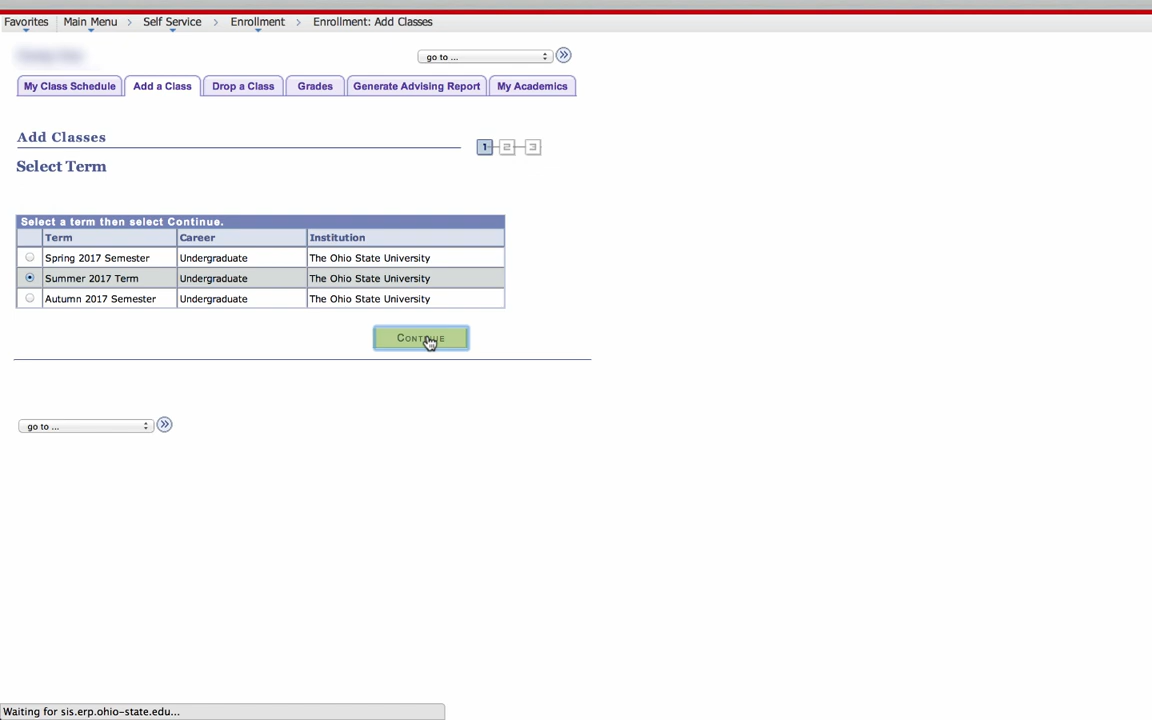 Favorites Main Menu > Self Service > Enrollment > Enrollment: Add Classes
go to ...
My Class Schedule Add a Class Drop a Class Grades Generate Advising Report My Academics
Add Classes 1 2 3
Select Term
Select a term then select Continue.
Term Career Institution
Spring 2017 Semester Undergraduate The Ohio State University
Summer 2017 Term Undergraduate The Ohio State University
Autumn 2017 Semester Undergraduate The Ohio State University
Continue
go to ...
Waiting for sis.erp.ohio-state.edu...